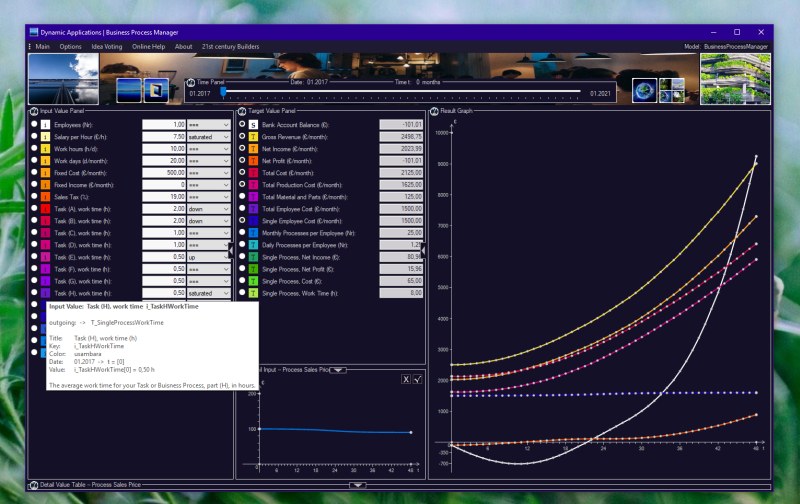 Dynamic Applications | Business Process Manager
Main Options Idea Voting Online Help About 21st century Builders
Model: BusinessProcessManager
Time Panel Date: 01.2017 Time t: 0 months
01.2017 01.2021
Input Value Panel
Employees (Nr): 1,00 ===
Salary per Hour (€/h): 7,50 saturated
Work hours (h/d): 10,00 ===
Work days (d/month): 20,00 ===
Fixed Cost (€/month): 500,00 ===
Fixed Income (€/month): 0 ===
Sales Tax (%): 19,00 ===
Task (A), work time (h): 2,00 down
Task (B), work time (h): 2,00 down
Task (C), work time (h): 1,00 ===
Task (D), work time (h): 1,00 ===
Task (E), work time (h): 0,50 up
Task (F), work time (h): 0,50 ===
Task (G), work time (h): 0,50 ===
Task (H), work time (h): 0,50 saturated
Input Value: Task (H), work time i_TaskHWorkTime
outgoing: -> T_SingleProcessWorkTime
Title: Task (H), work time (h)
Key: i_TaskHWorkTime
Color: usambara
Date: 01.2017 -> t = [0]
Value: i_TaskHWorkTime[0] = 0,50 h
The average work time for your Task or Buisness Process, part (H), in hours.
Target Value Panel
S Bank Account Balance (€): -101,01
T Gross Revenue (€/month): 2498,75
T Net Income (€/month): 2023,99
T Net Profit (€/month): -101,01
T Total Cost (€/month): 2125,00
T Total Production Cost (€/month): 1625,00
T Total Material and Parts (€/month): 125,00
T Total Employee Cost (€/month): 1500,00
Single Employee Cost (€/month): 1500,00
T Monthly Processes per Employee (Nr): 25,00
T Daily Processes per Employee (Nr): 1,25
T Single Process, Net Income (€): 80,96
T Single Process, Net Profit (€): 15,96
T Single Process, Cost (€): 65,00
T Single Process, Work Time (h): 8,00
ail Input - Process Sales Price
X
€
200
100
0 6 12 18 24 30 36 48 t
Result Graph
€
10000
9000
8000
7000
6000
5000
4000
3000
2000
1000
-350
-700
6 12 18 24 30 36 48 t
Detail Value Table - Process Sales Price